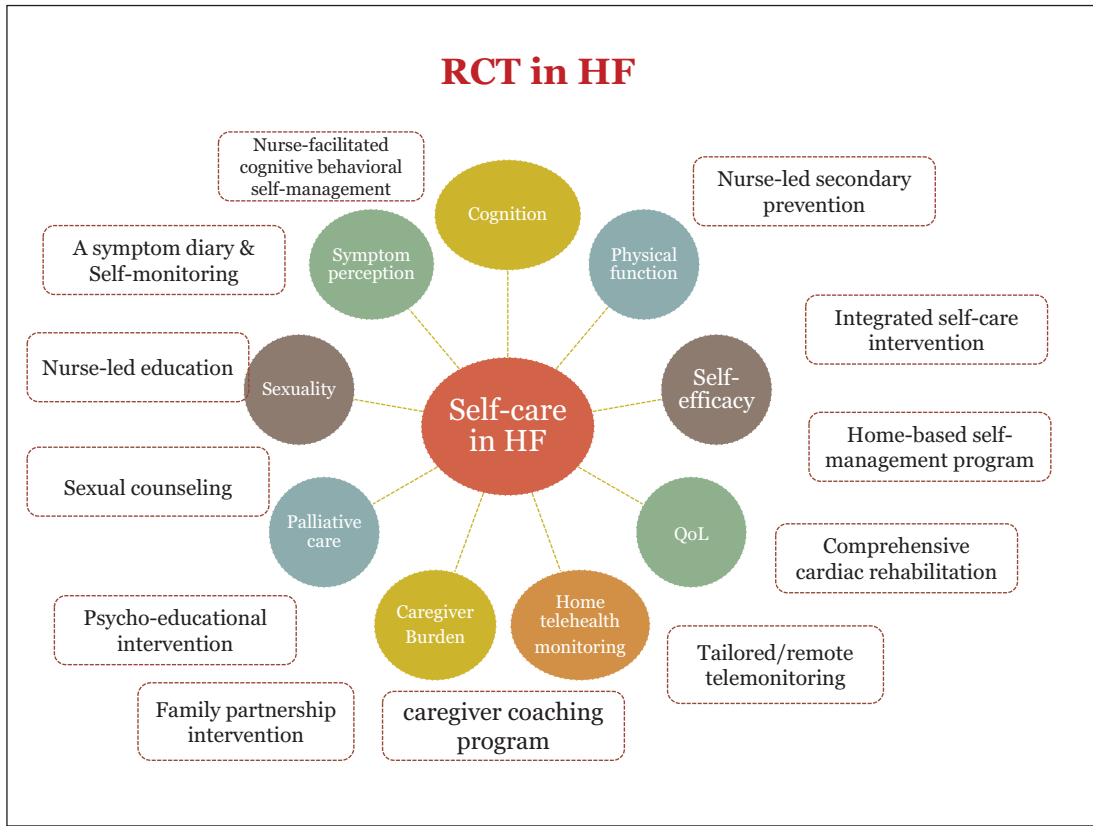 RCT in HF
Nurse-facilitated
cognitive behavioral
self-management
Cognition
Nurse-led secondary
prevention
A symptom diary &
Self-monitoring
Symptom
perception
Physical
function
Integrated self-care
intervention
Nurse-led education
Sexuality
Self-
efficacy
Self-care
in HF
Home-based self-
management program
Sexual counseling
Palliative
care
QoL
Comprehensive
cardiac rehabilitation
Psycho-educational
intervention
Caregiver
Burden
Home
telehealth
monitoring
Tailored/remote
telemonitoring
Family partnership
intervention
caregiver coaching
program